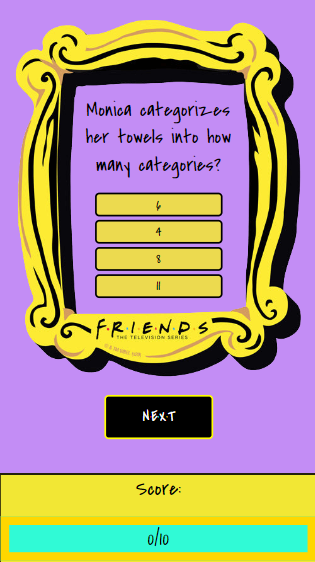 Monica categorizes
her towels into how
many categories?
6
4
8
11
F·R·I·E·N·D·S
THE TELEVISION SERIES
NEXT
Score:
0/10